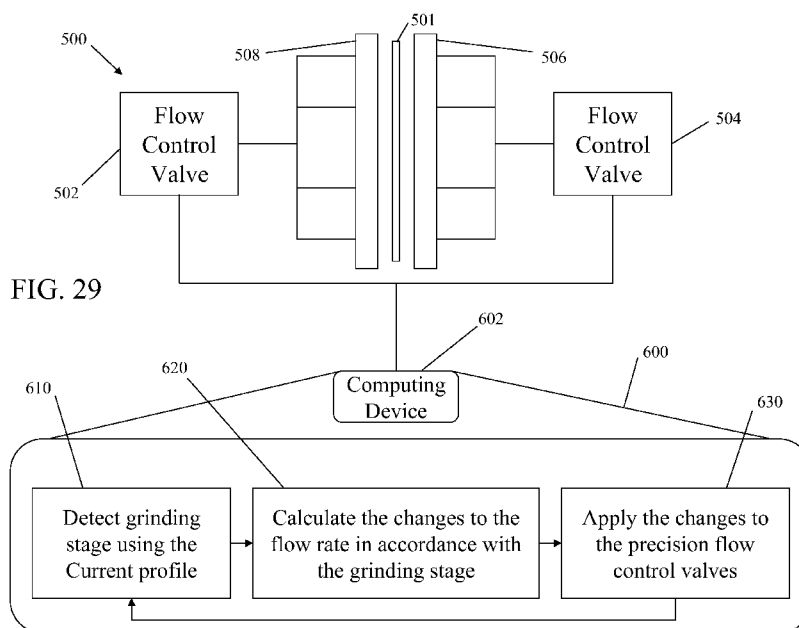 501
500
508
506
Flow
Control
Valve
Flow
Control
Valve
504
502
FIG. 29
602
620
600
610
Computing
Device
630
Detect grinding
stage using the
Current profile
Calculate the changes to the
flow rate in accordance with
the grinding stage
Apply the changes to
the precision flow
control valves